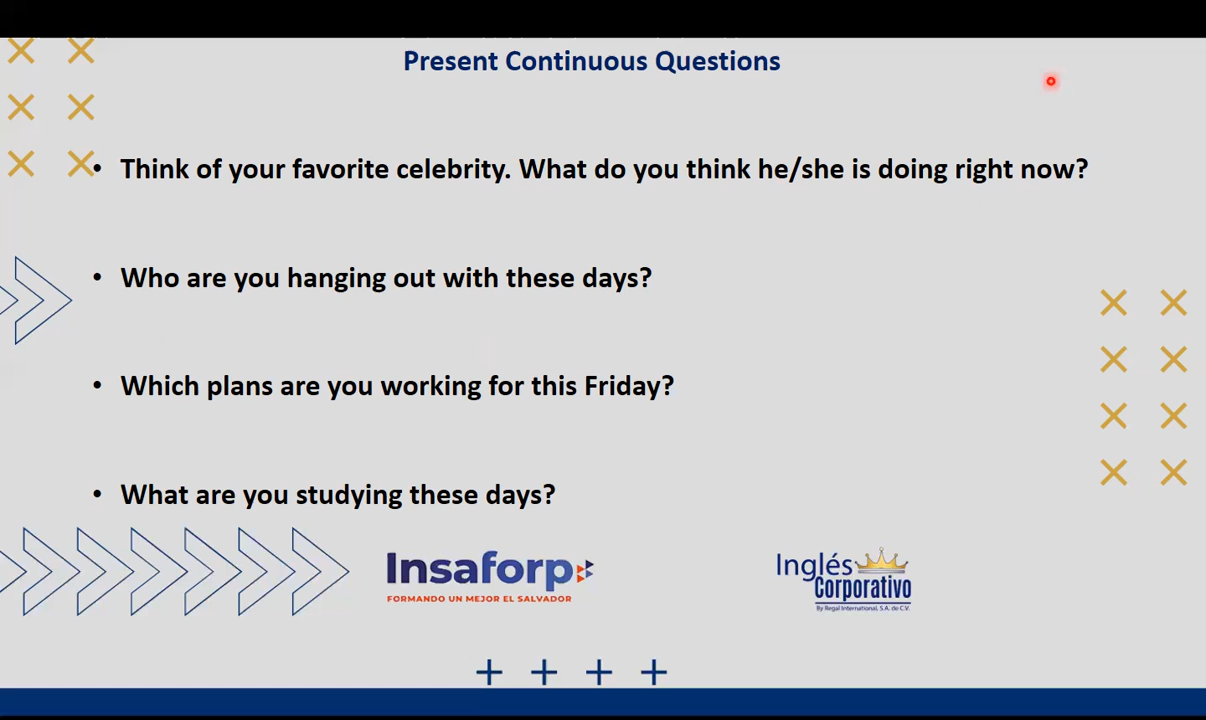 Present Continuous Questions
• Think of your favorite celebrity. What do you think he/she is doing right now?
• Who are you hanging out with these days?
• Which plans are you working for this Friday?
• What are you studying these days?
Insaforp
FORMANDO UN MEJOR EL SALVADOR
Inglés
Corporativo
By Regal International, S.A. de C.V.